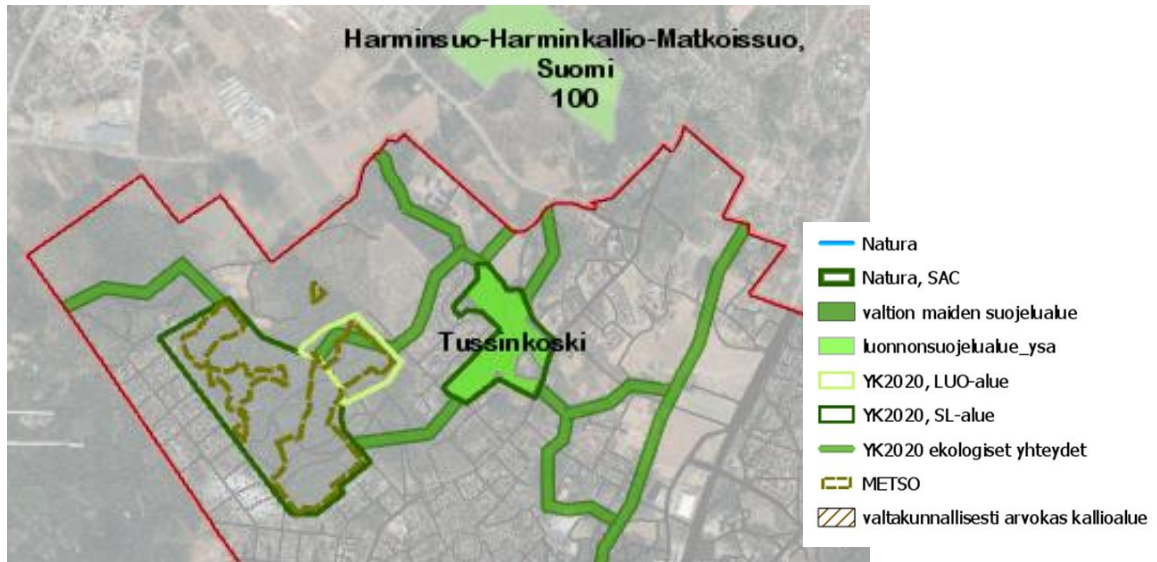 Harminsuo-Harminkallio-Matkoissuo,
Suomi
100
Tussinkoski
Natura
Natura, SAC
valtion maiden suojelualue
luonnonsuojelualue_ysa
YK2020, LUO-alue
YK2020, SL-alue
YK2020 ekologiset yhteydet
METSO
valtakunnallisesti arvokas kallioalue